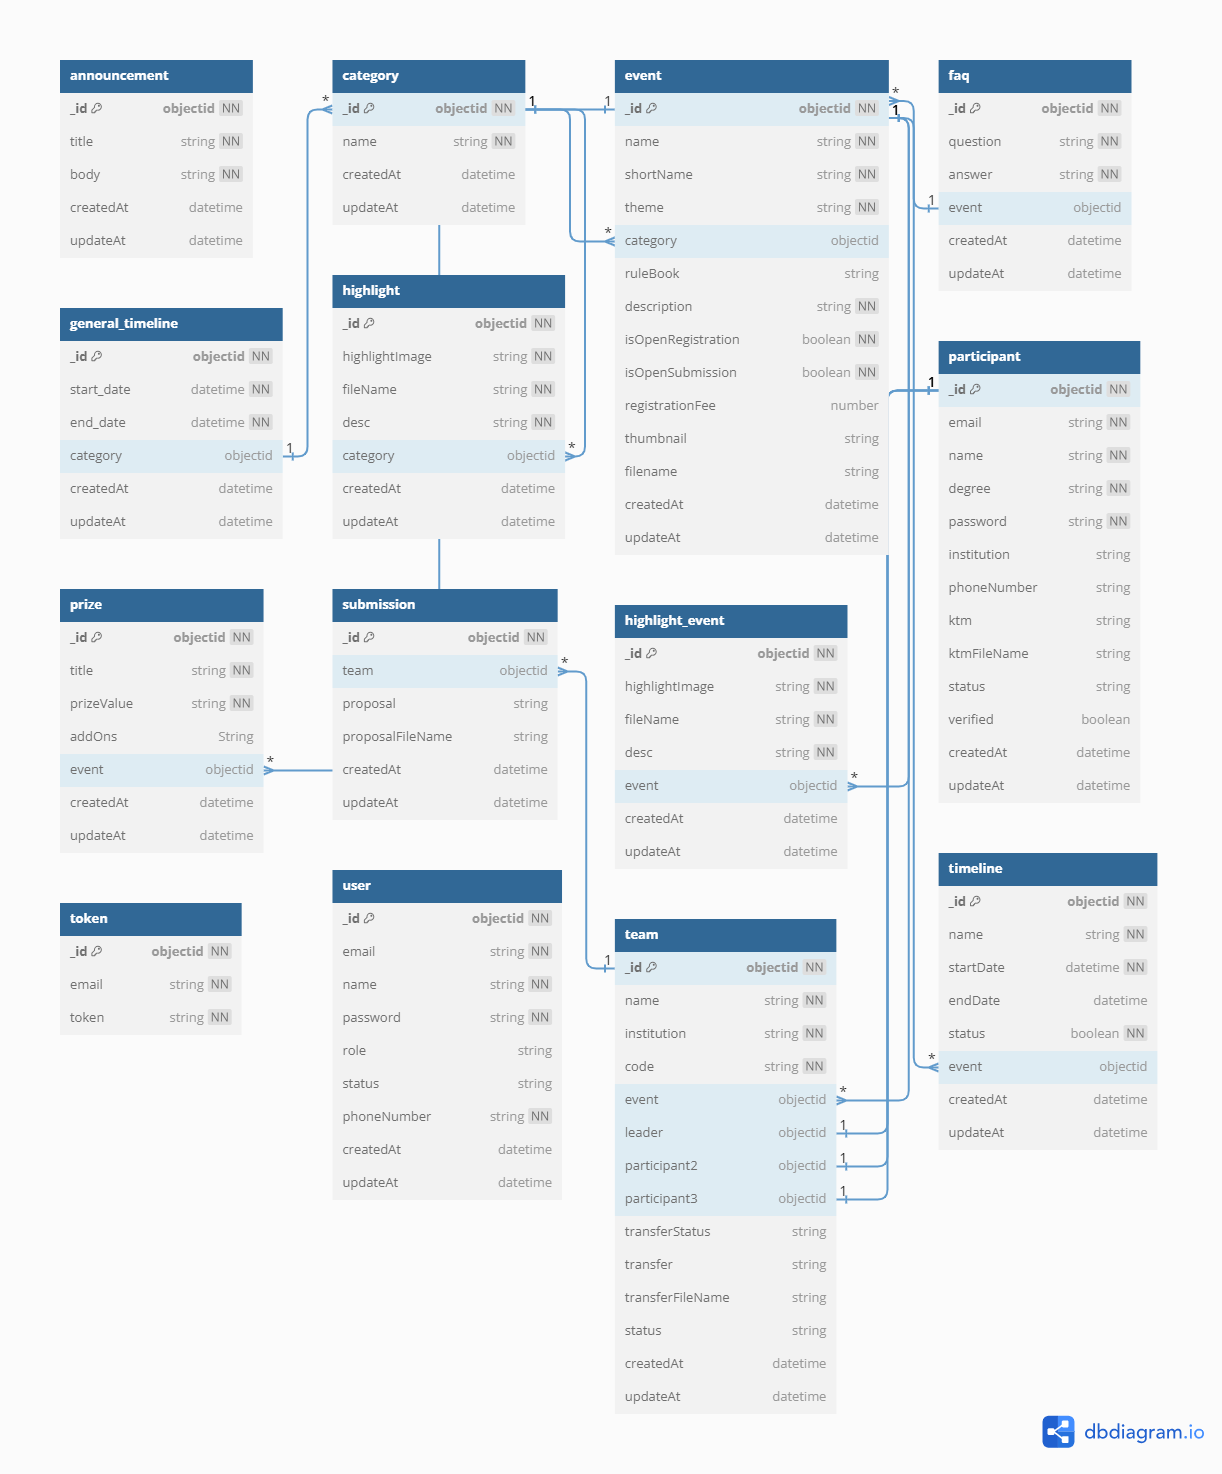 announcement
_id objectid NN
title string NN
body string NN
createdAt datetime
updateAt datetime
category
_id objectid NN
name string NN
createdAt datetime
updateAt datetime
event
_id objectid NN
name string NN
shortName string NN
theme string NN
category objectid
ruleBook string
description string NN
isOpenRegistration boolean NN
isOpenSubmission boolean NN
registrationFee number
thumbnail string
filename string
createdAt datetime
updateAt datetime
faq
_id objectid NN
question string NN
answer string NN
event objectid
createdAt datetime
updateAt datetime
general_timeline
_id objectid NN
start_date datetime NN
end_date datetime NN
category objectid
createdAt datetime
updateAt datetime
highlight
_id objectid NN
highlightImage string NN
fileName string NN
desc string NN
category objectid
createdAt datetime
updateAt datetime
participant
_id objectid NN
email string NN
name string NN
degree string NN
password string NN
institution string
phoneNumber string
ktm string
ktmFileName string
status string
verified boolean
createdAt datetime
updateAt datetime
prize
_id objectid NN
title string NN
prizeValue string NN
addOns String
event objectid
createdAt datetime
updateAt datetime
submission
_id objectid NN
team objectid
proposal string
proposalFileName string
createdAt datetime
updateAt datetime
highlight_event
_id objectid NN
highlightImage string NN
fileName string NN
desc string NN
event objectid
createdAt datetime
updateAt datetime
token
_id objectid NN
email string NN
token string NN
user
_id objectid NN
email string NN
name string NN
password string NN
role string
status string
phoneNumber string NN
createdAt datetime
updateAt datetime
team
_id objectid NN
name string NN
institution string NN
code string NN
event objectid
leader objectid
participant2 objectid
participant3 objectid
transferStatus string
transfer string
transferFileName string
status string
createdAt datetime
updateAt datetime
timeline
_id objectid NN
name string NN
startDate datetime NN
endDate datetime
status boolean NN
event objectid
createdAt datetime
updateAt datetime
* 1 1 * 1
* 1
1 * 1
* *
* 1 *
* 1 1 1
*
dbdiagram.io